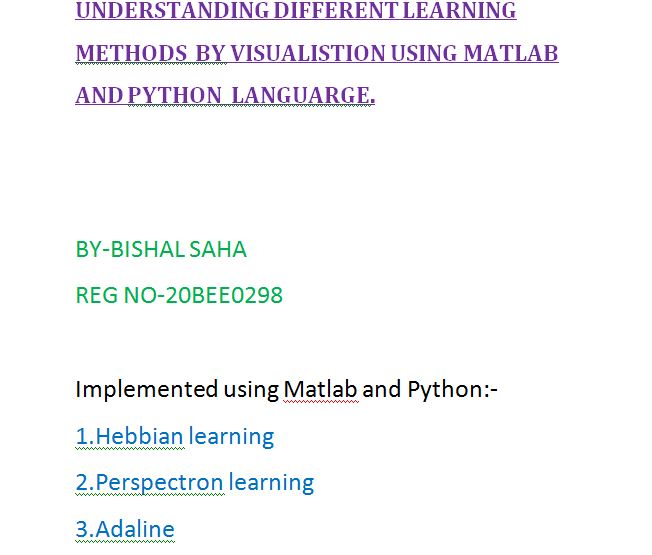 UNDERSTANDING DIFFERENT LEARNING
METHODS BY VISUALISTION USING MATLAB
AND PYTHON LANGUARGE.
BY-BISHAL SAHA
REG NO-20BEE0298
Implemented using Matlab and Python:-
1.Hebbian learning
2.Perspectron learning
3.Adaline